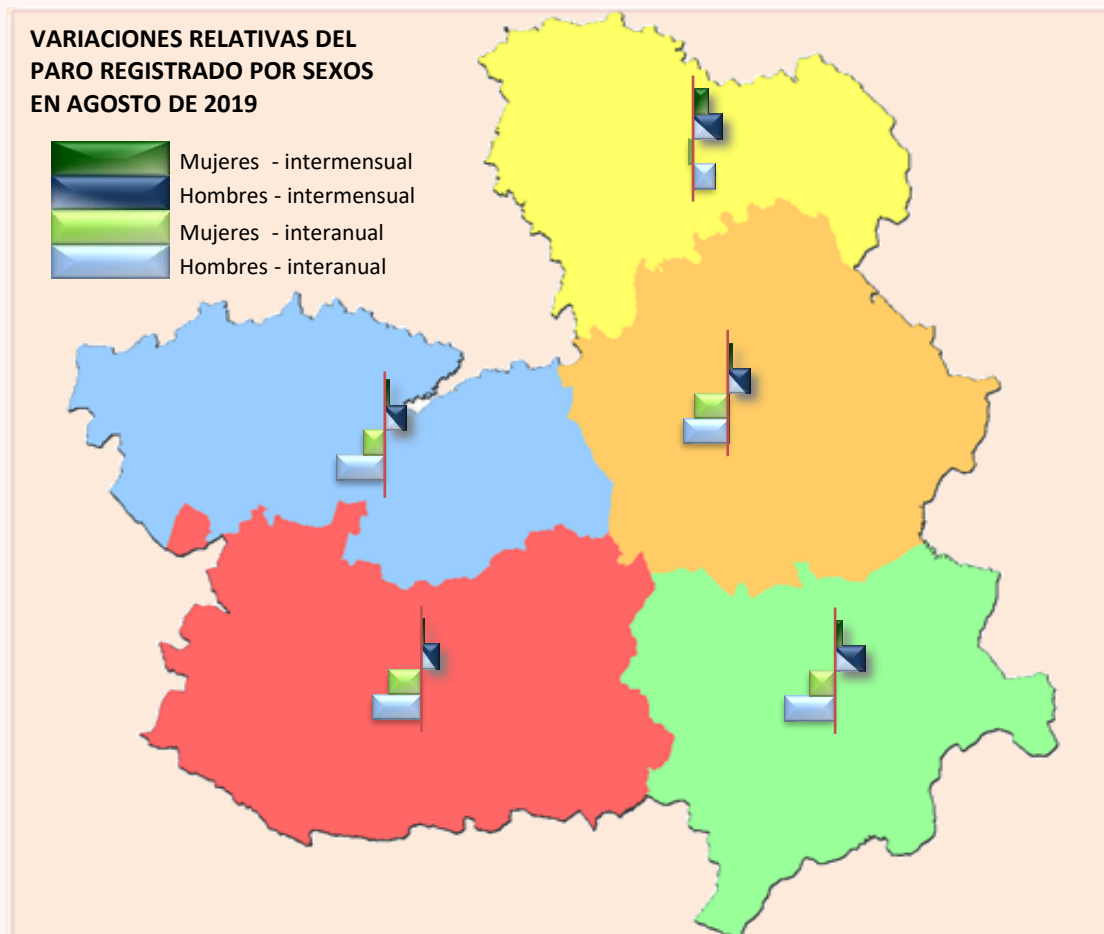 VARIACIONES RELATIVAS DEL
PARO REGISTRADO POR SEXOS
EN AGOSTO DE 2019
Mujeres - intermensual
Hombres - intermensual
Mujeres - interanual
Hombres - interanual